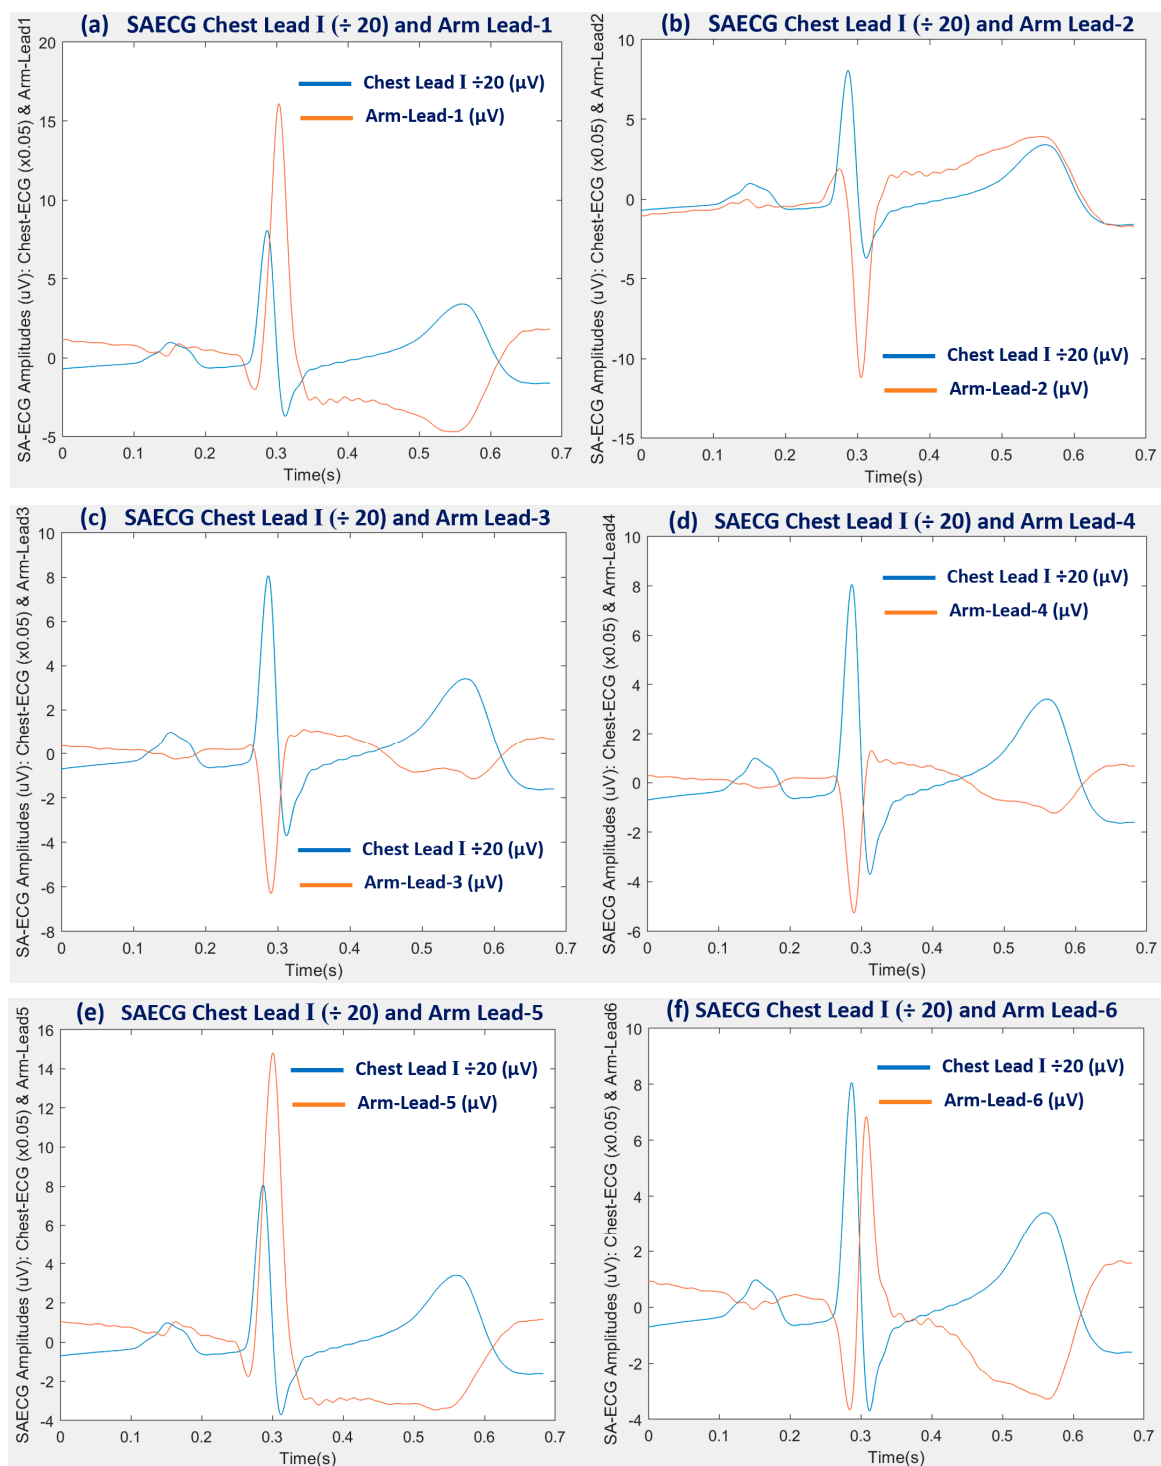 (a) SAECG Chest Lead I (÷ 20) and Arm Lead-1
SA-ECG Amplitudes (uV): Chest-ECG (x0.05) & Arm-Lead1
20
15
10
5
0
-5
Chest Lead I ÷20 (µV)
Arm-Lead-1 (µV)
0 0.1 0.2 0.3 0.4 0.5 0.6 0.7
Time(s)
(b) SAECG Chest Lead I (÷ 20) and Arm Lead-2
SA-ECG Amplitudes (uV): Chest-ECG (x0.05) & Arm-Lead2
10
5
0
-5
-10
-15
Chest Lead I ÷20 (µV)
Arm-Lead-2 (µV)
0 0.1 0.2 0.3 0.4 0.5 0.6 0.7
Time(s)
(c) SAECG Chest Lead I (÷ 20) and Arm Lead-3
SA-ECG Amplitudes (uV): Chest-ECG (x0.05) & Arm-Lead3
10
8
6
4
2
0
-2
-4
-6
-8
Chest Lead I ÷20 (µV)
Arm-Lead-3 (µV)
0 0.1 0.2 0.3 0.4 0.5 0.6 0.7
Time(s)
(d) SAECG Chest Lead I (÷ 20) and Arm Lead-4
SAECG Amplitudes (uV): Chest-ECG (x0.05) & Arm-Lead4
10
8
6
4
2
0
-2
-4
-6
Chest Lead I ÷20 (µV)
Arm-Lead-4 (µV)
0 0.1 0.2 0.3 0.4 0.5 0.6 0.7
Time(s)
(e) SAECG Chest Lead I (÷ 20) and Arm Lead-5
SAECG Amplitudes (uV): Chest-ECG (x0.05) & Arm-Lead5
16
14
12
10
8
6
4
2
0
-2
-4
Chest Lead I ÷20 (µV)
Arm-Lead-5 (µV)
0 0.1 0.2 0.3 0.4 0.5 0.6 0.7
Time(s)
(f) SAECG Chest Lead I (÷ 20) and Arm Lead-6
SA-ECG Amplitudes (uV): Chest-ECG (x0.05) & Arm-Lead6
10
8
6
4
2
0
-2
-4
Chest Lead I ÷20 (µV)
Arm-Lead-6 (µV)
0 0.1 0.2 0.3 0.4 0.5 0.6 0.7
Time(s)